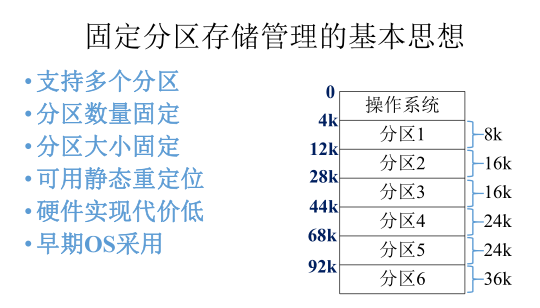 固定分区存储管理的基本思想
• 支持多个分区
• 分区数量固定
• 分区大小固定
• 可用静态重定位
• 硬件实现代价低
• 早期OS采用
0
操作系统
4k
分区1
8k
12k
分区2
16k
28k
分区3
16k
44k
分区4
24k
68k
分区5
24k
92k
分区6
36k